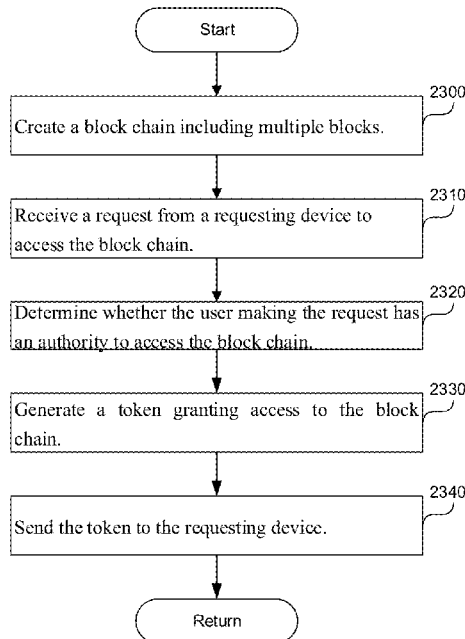 Start
2300
Create a block chain including multiple blocks.
2310
Receive a request from a requesting device to
access the block chain.
2320
Determine whether the user making the request has
an authority to access the block chain.
2330
Generate a token granting access to the block
chain.
2340
Send the token to the requesting device.
Return